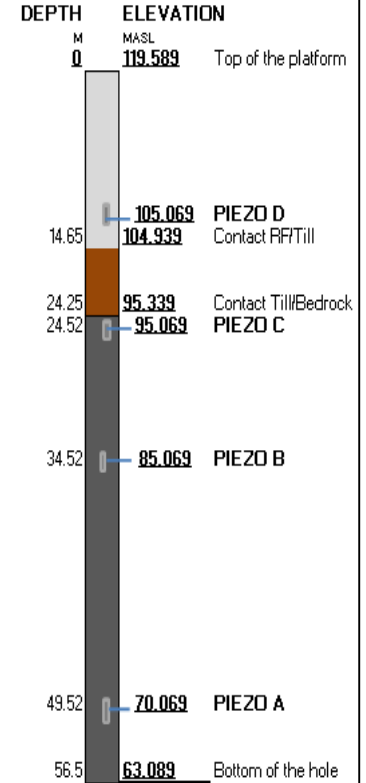 DEPTH ELEVATION
M MASL
0 119.589 Top of the platform
105.069 PIEZO D
14.65 104.939 Contact RF/Till
24.25 95.339 Contact Till/Bedrock
24.52 95.069 PIEZO C
34.52 85.069 PIEZO B
49.52 70.069 PIEZO A
56.5 63.089 Bottom of the hole